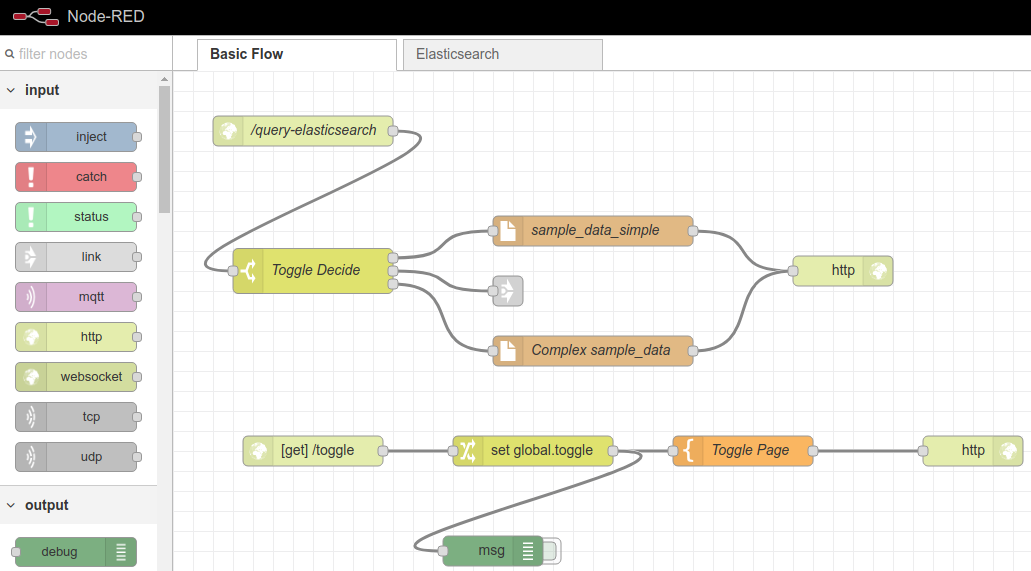 Node-RED
filter nodes
Basic Flow
Elasticsearch
input
inject
catch
status
link
mqtt
http
websocket
tcp
udp
output
debug
/query-elasticsearch
Toggle Decide
sample_data_simple
http
Complex sample_data
[get] /toggle
set global.toggle
Toggle Page
http
msg